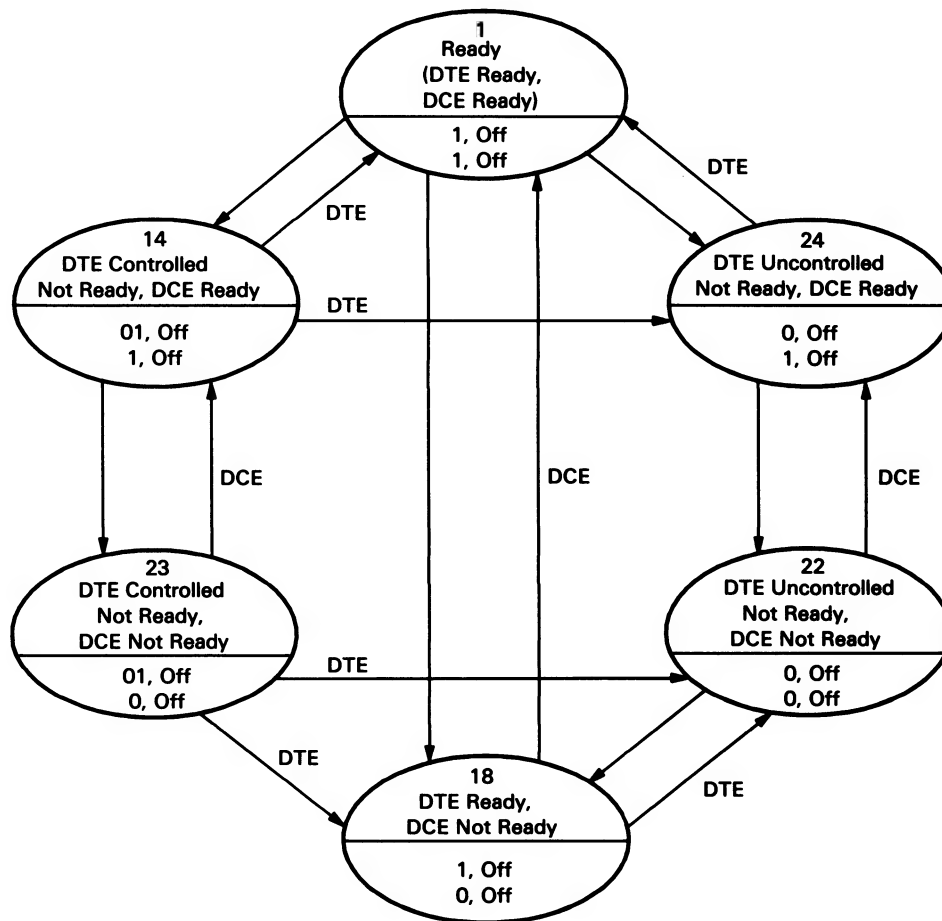 1
Ready
(DTE Ready,
DCE Ready)
1, Off
1, Off
DTE
DTE
14
DTE Controlled
Not Ready, DCE Ready
01, Off
1, Off
DTE
24
DTE Uncontrolled
Not Ready, DCE Ready
0, Off
1, Off
DCE
DCE
DCE
23
DTE Controlled
Not Ready,
DCE Not Ready
01, Off
0, Off
DTE
22
DTE Uncontrolled
Not Ready,
DCE Not Ready
0, Off
0, Off
DTE
DTE
18
DTE Ready,
DCE Not Ready
1, Off
0, Off